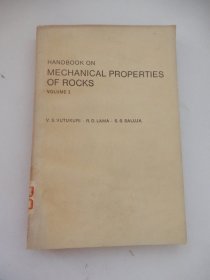 HANDBOOK ON
MECHANICAL PROPERTIES
OF ROCKS
VOLUME I
V. S. VUTUKURI · R. D. LAMA · S. S. SALUJA